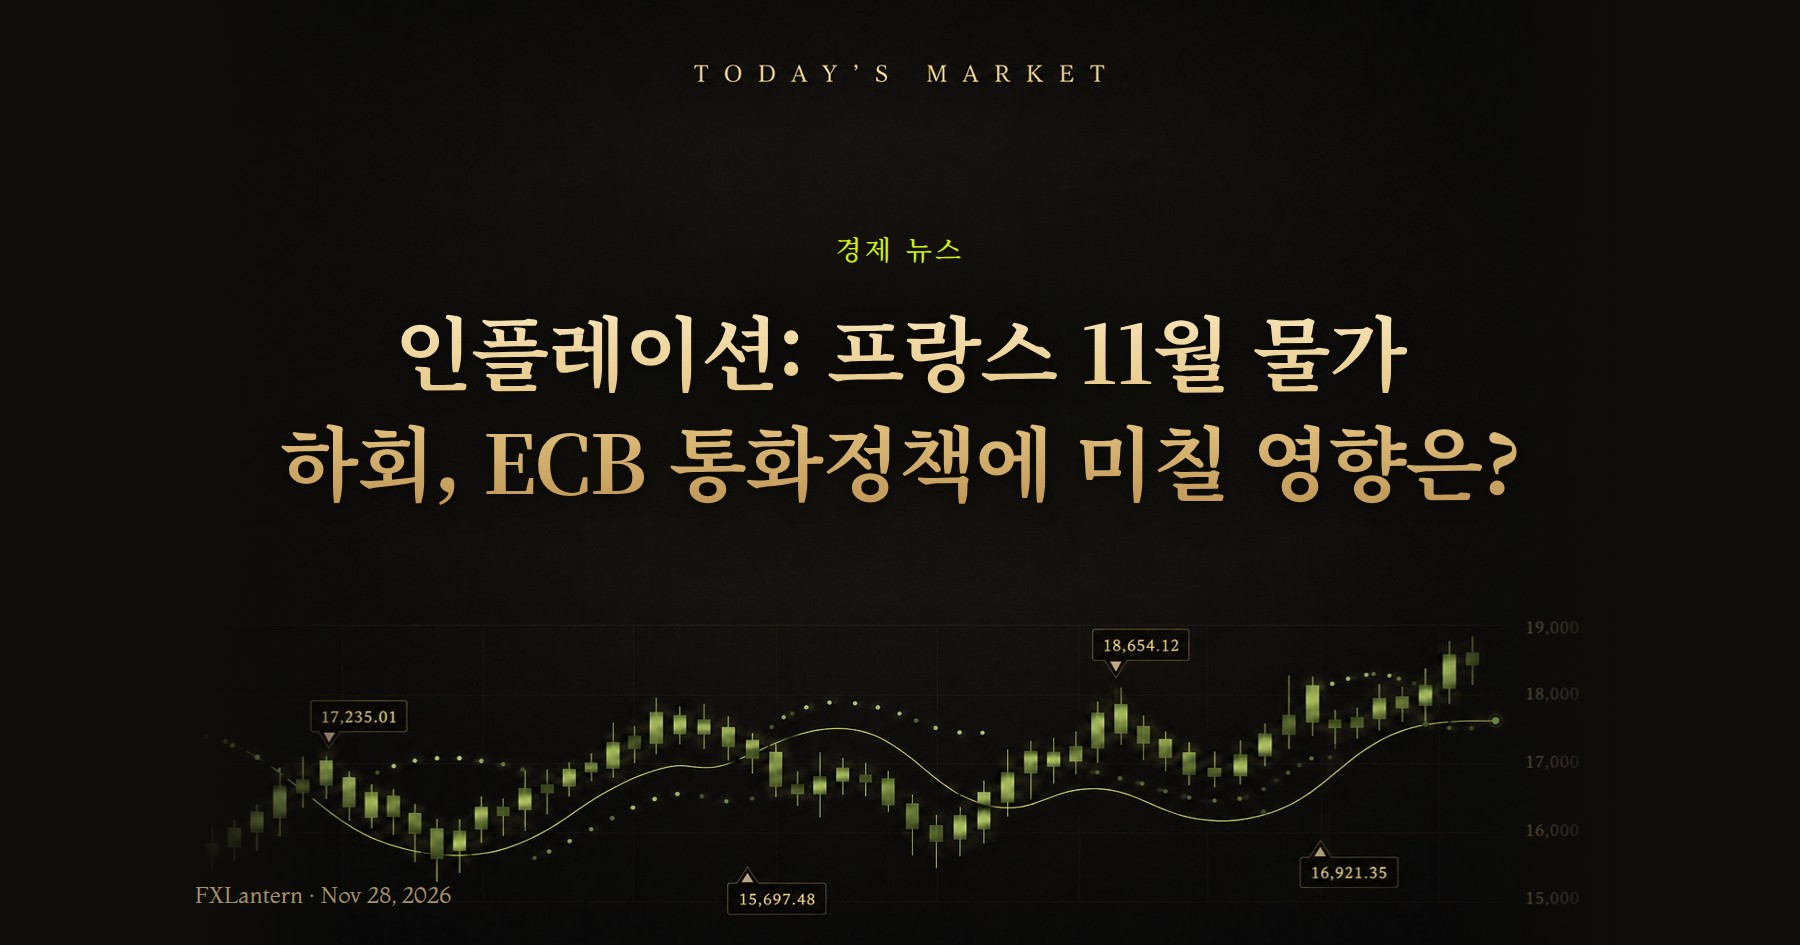 TODAY’S MARKET
경제 뉴스
인플레이션: 프랑스 11월 물가
하회, ECB 통화정책에 미칠 영향은?
19,000
18,654.12
18,000
17,235.01
17,000
16,000
16,921.35
15,000
15,697.48
FXLantern · Nov 28, 2026